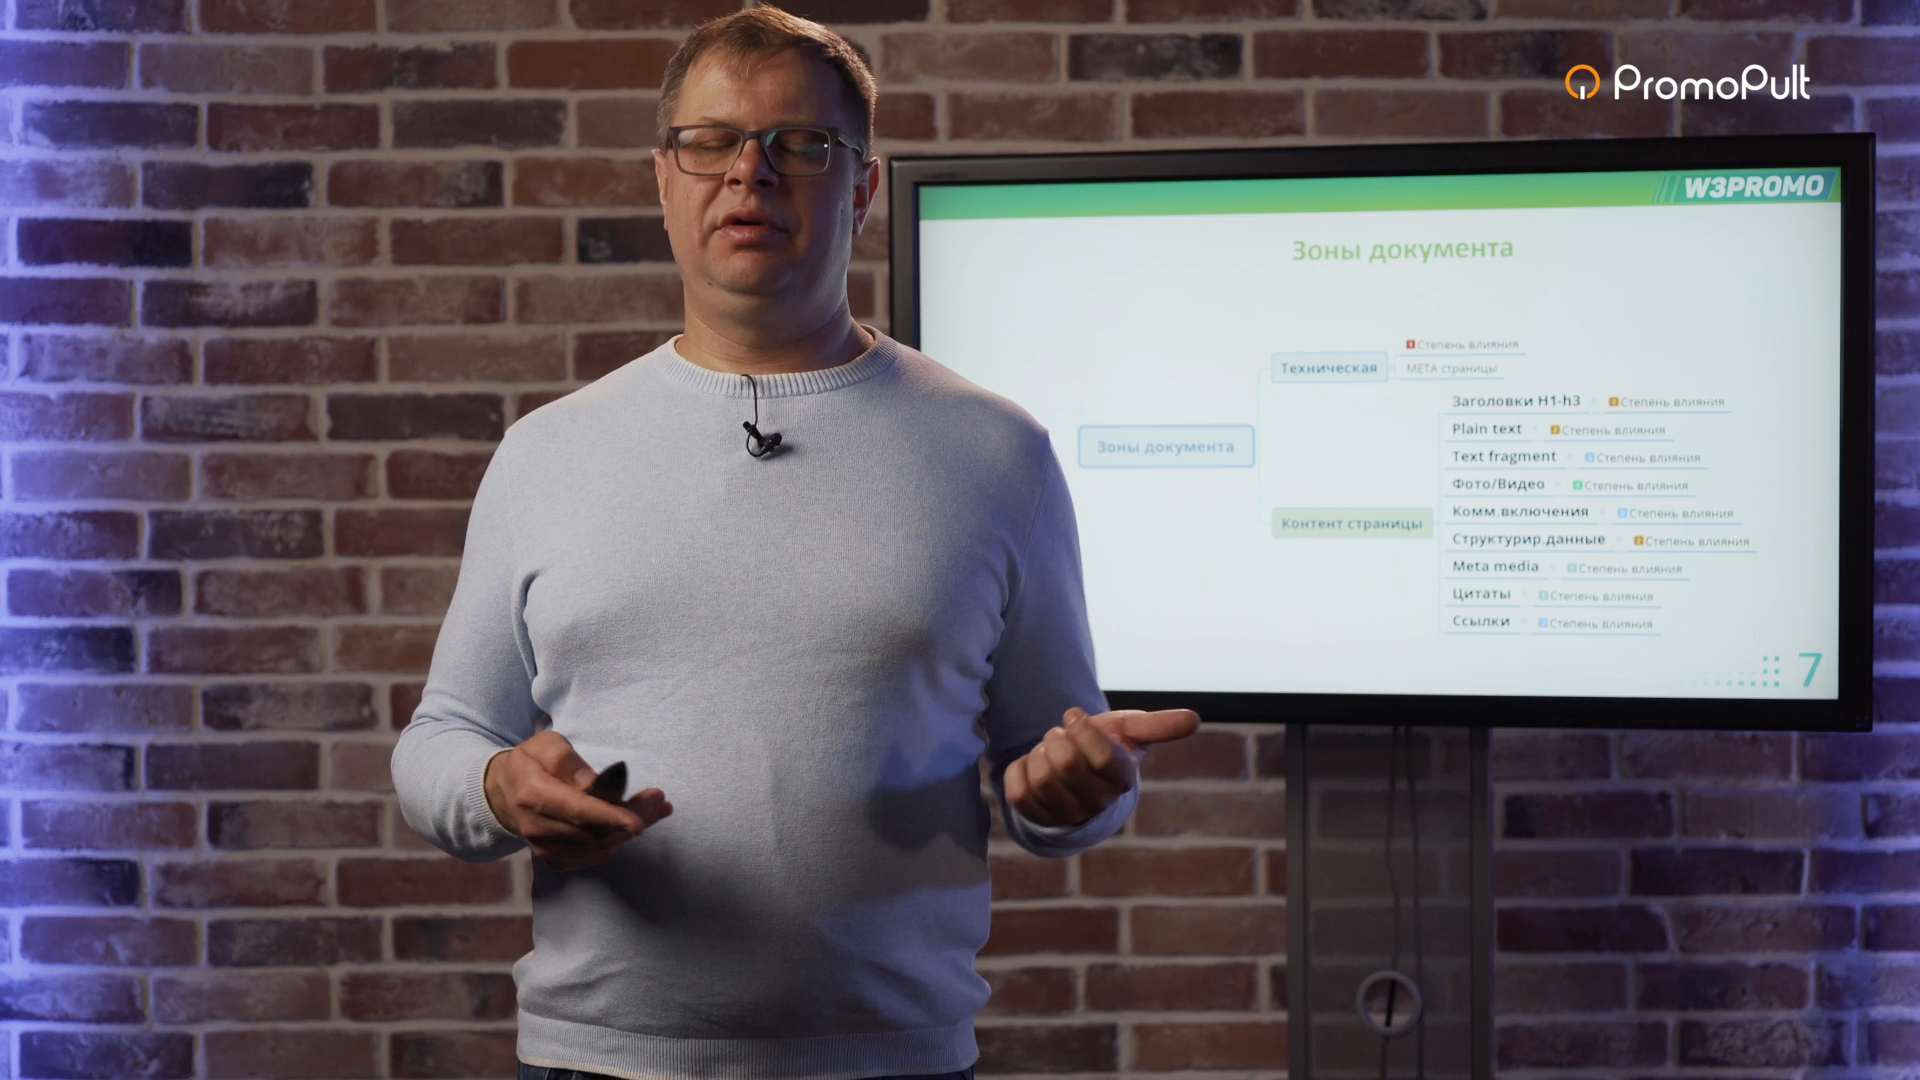 PromoPult
W3PROMO
Зоны документа
Зоны документа
Техническая
1 Степень влияния
МЕТА страницы
Контент страницы
Заголовки H1-h3
Степень влияния
Plain text
Степень влияния
Text fragment
Степень влияния
Фото/Видео
Степень влияния
Комм.включения
Степень влияния
Структурир.данные
Степень влияния
Meta media
Степень влияния
Цитаты
Степень влияния
Ссылки
Степень влияния
7